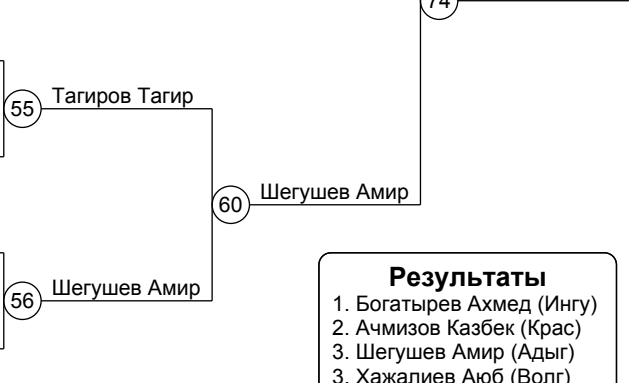 74
55
Тагиров Тагир
60
Шегушев Амир
56
Шегушев Амир
Результаты
1. Богатырев Ахмед (Ингу)
2. Ачмизов Казбек (Крас)
3. Шегушев Амир (Адыг)
3. Хажалиев Аюб (Волг)